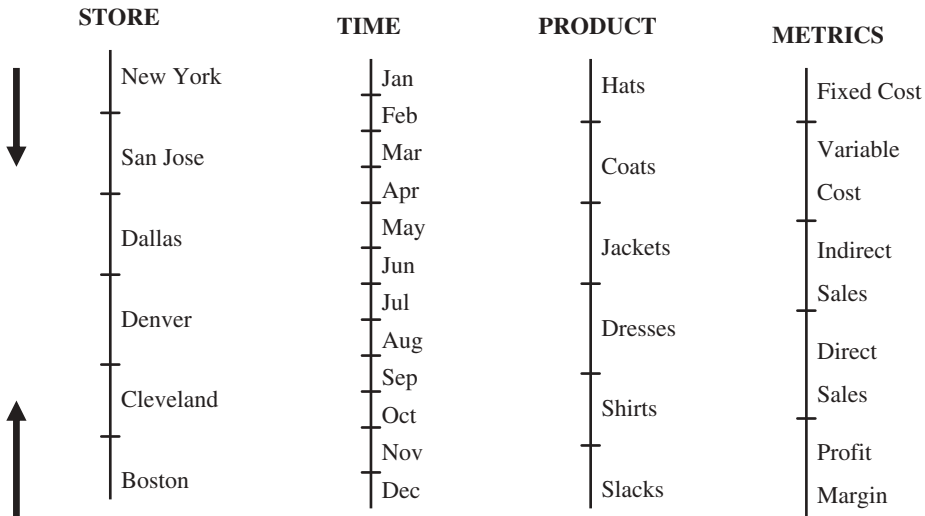 STORE
New York
San Jose
Dallas
Denver
Cleveland
Boston
TIME
Jan
Feb
Mar
Apr
May
Jun
Jul
Aug
Sep
Oct
Nov
Dec
PRODUCT
Hats
Coats
Jackets
Dresses
Shirts
Slacks
METRICS
Fixed Cost
Variable
Cost
Indirect
Sales
Direct
Sales
Profit
Margin